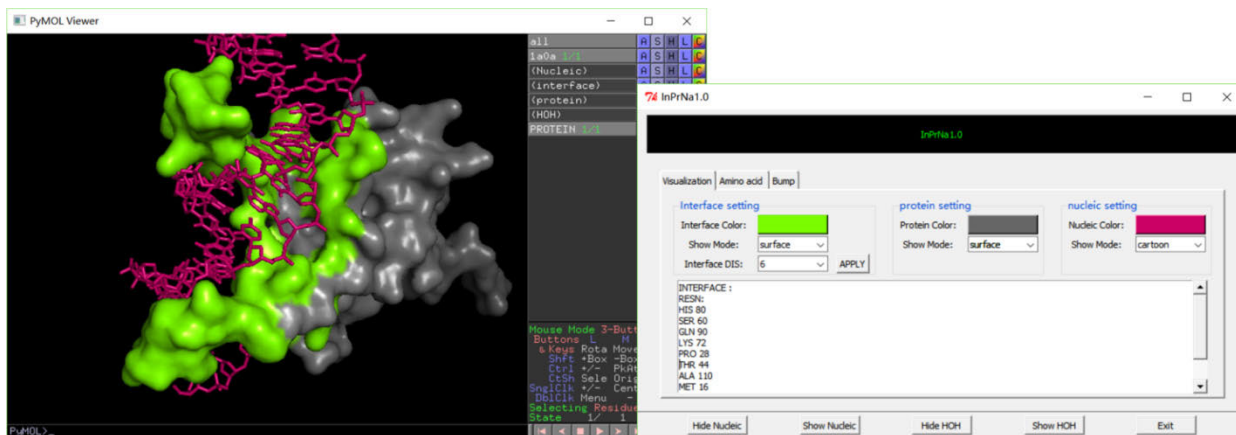 PyMOL Viewer
all
A S H L C
1a0a 1/1
A S H L C
(Nucleic)
A S H L C
(interface)
(protein)
(HOH)
PROTEIN 1/1
Mouse Mode 3-Butt
Buttons L M
& Keys Rota Move
Shft +Box -Box
Ctrl +/- PkAt
CtSh Sele Orig
SnglClk +/- Cent
DblClk Menu -
Selecting Residue
State 1/ 1
PyMOL>_
InPrNa1.0
InPrNa1.0
Visualization Amino acid Bump
Interface setting
Interface Color:
Show Mode: surface
Interface DIS: 6 APPLY
protein setting
Protein Color:
Show Mode: surface
nucleic setting
Nucleic Color:
Show Mode: cartoon
INTERFACE :
RESN:
HIS 80
SER 60
GLN 90
LYS 72
PRO 28
THR 44
ALA 110
MET 16
Hide Nucleic Show Nucleic Hide HOH Show HOH Exit